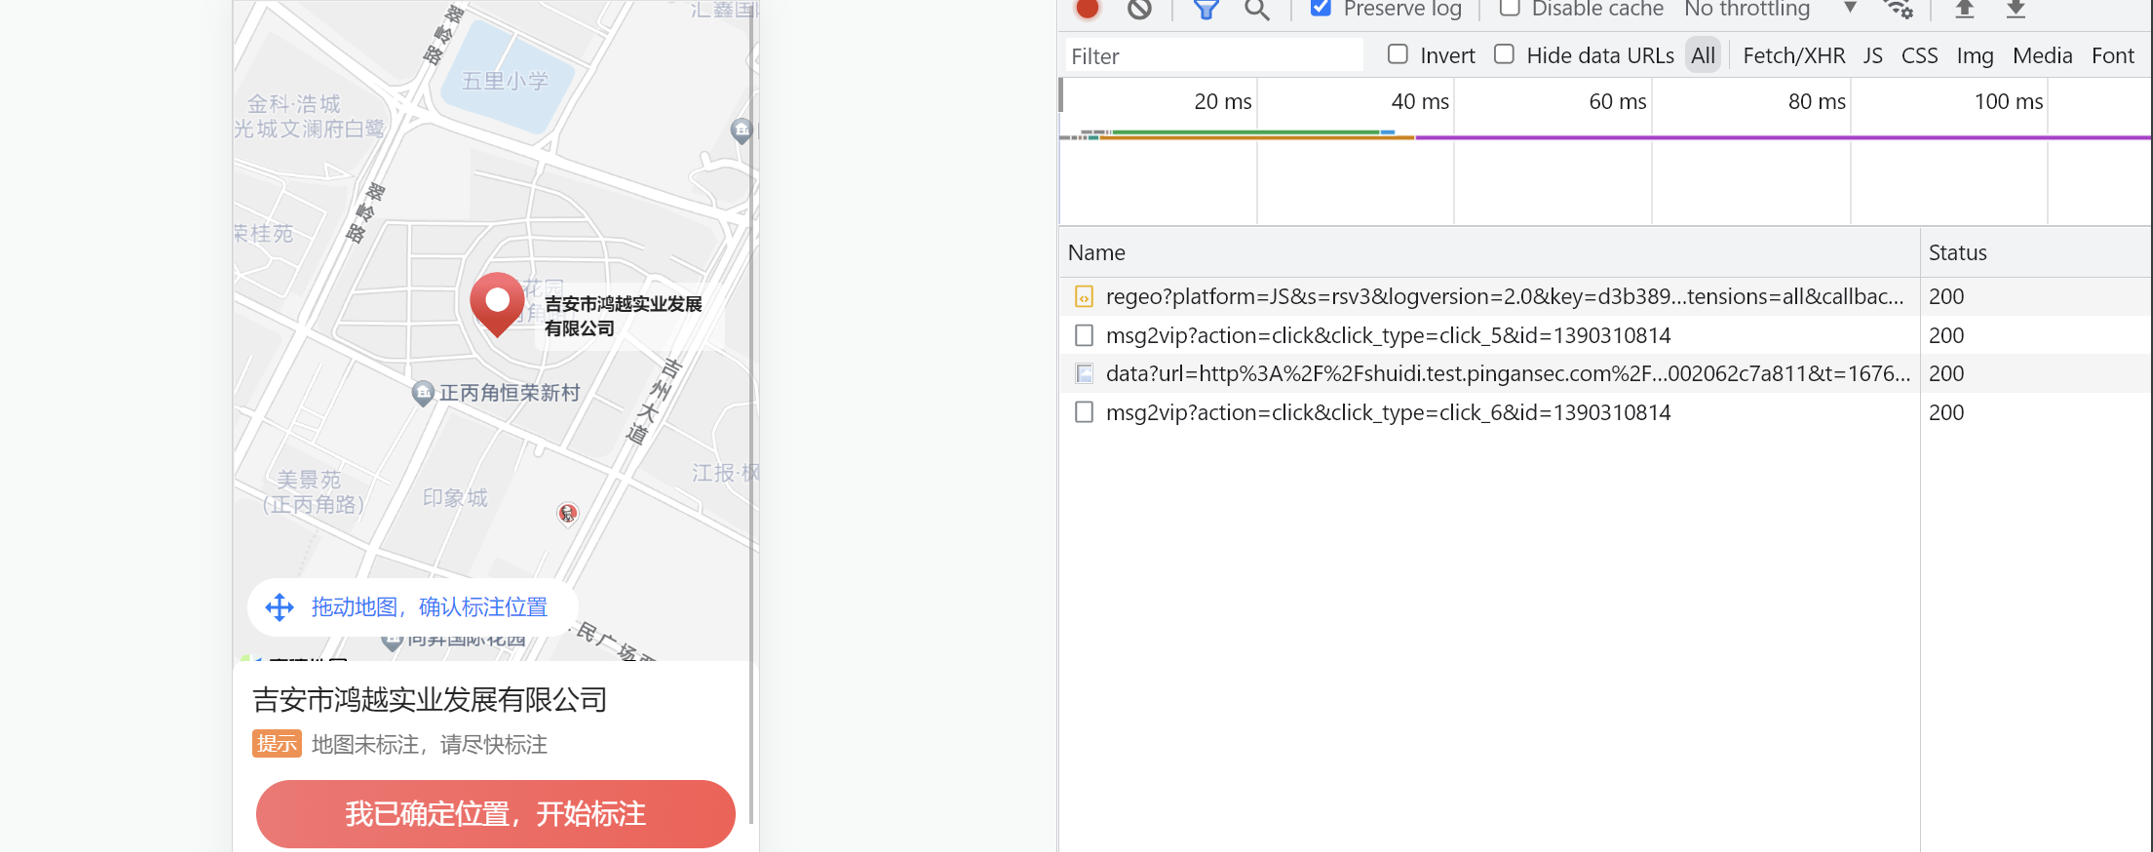 翠岭路
汇鑫国
五里小学
金科·浩城
光城文澜府白鹭
翠岭路
荣桂苑
吉安市鸿越实业发展
有限公司
正丙角恒荣新村
吉州大道
美景苑
(正丙角路)
印象城
江报·枫
拖动地图，确认标注位置
同昇国际花园
民广场西
吉安市鸿越实业发展有限公司
提示 地图未标注，请尽快标注
我已确定位置，开始标注
Preserve log Disable cache No throttling
Filter Invert Hide data URLs All Fetch/XHR JS CSS Img Media Font
20 ms 40 ms 60 ms 80 ms 100 ms
Name Status
regeo?platform=JS&s=rsv3&logversion=2.0&key=d3b389...tensions=all&callbac... 200
msg2vip?action=click&click_type=click_5&id=1390310814 200
data?url=http%3A%2F%2Fshuidi.test.pingansec.com%2F...002062c7a811&t=1676... 200
msg2vip?action=click&click_type=click_6&id=1390310814 200